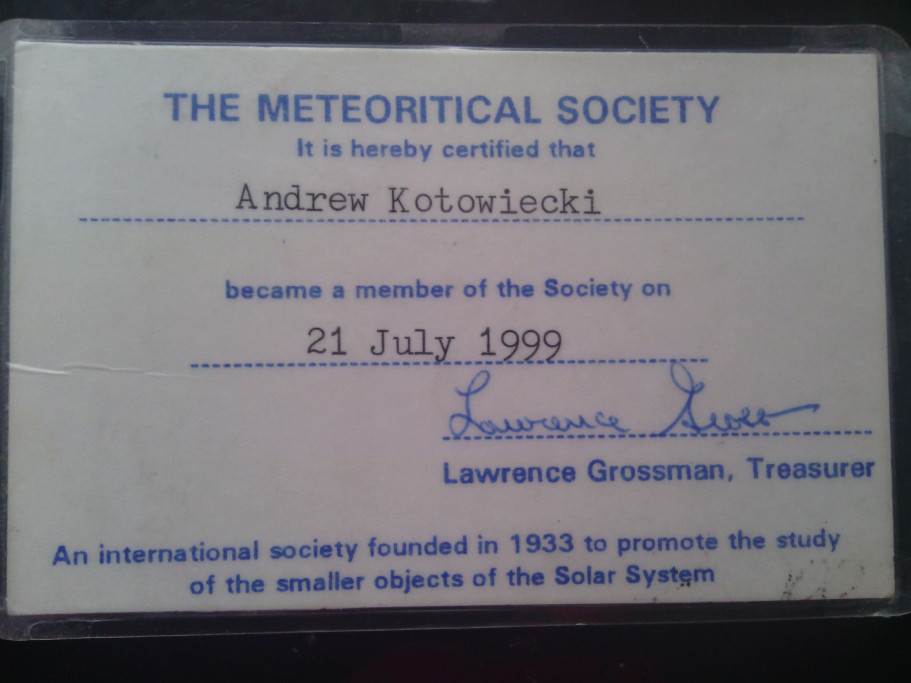 THE METEORITICAL SOCIETY
It is hereby certified that
Andrew Kotowiecki
became a member of the Society on
21 July 1999
Lawrence Gross
Lawrence Grossman, Treasurer
An international society founded in 1933 to promote the study
of the smaller objects of the Solar System